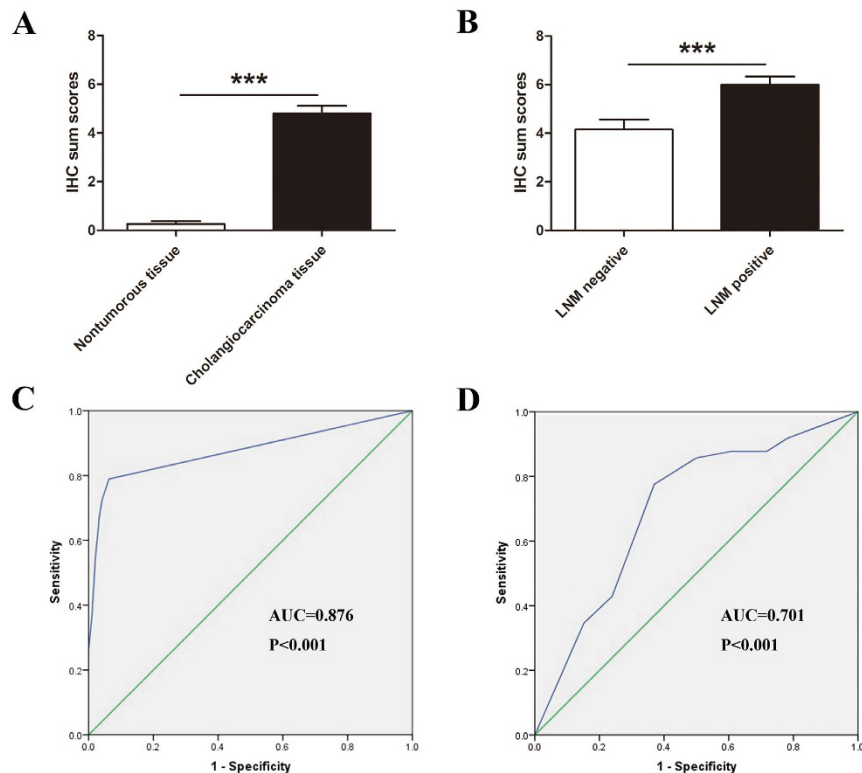 A
IHC sum scores
8
6
4
2
0
***
Nontumorous tissue
Cholangiocarcinoma tissue
B
IHC sum scores
8
6
4
2
0
***
LNM negative
LNM positive
C
Sensitivity
1.0
0.8
0.6
0.4
0.2
0.0
AUC=0.876
P<0.001
0.0 0.2 0.4 0.6 0.8 1.0
1 - Specificity
D
Sensitivity
1.0
0.8
0.6
0.4
0.2
0.0
AUC=0.701
P<0.001
0.0 0.2 0.4 0.6 0.8 1.0
1 - Specificity